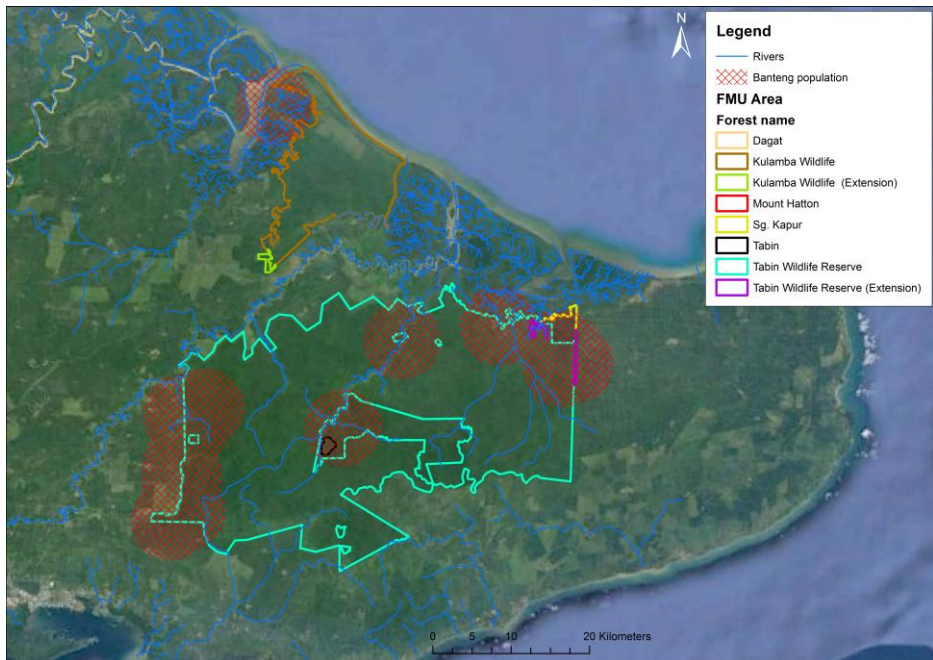 N
Legend
Rivers
Banteng population
FMU Area
Forest name
Dagat
Kulamba Wildlife
Kulamba Wildlife (Extension)
Mount Hatton
Sg. Kapur
Tabin
Tabin Wildlife Reserve
Tabin Wildlife Reserve (Extension)
0 5 10 20 Kilometers